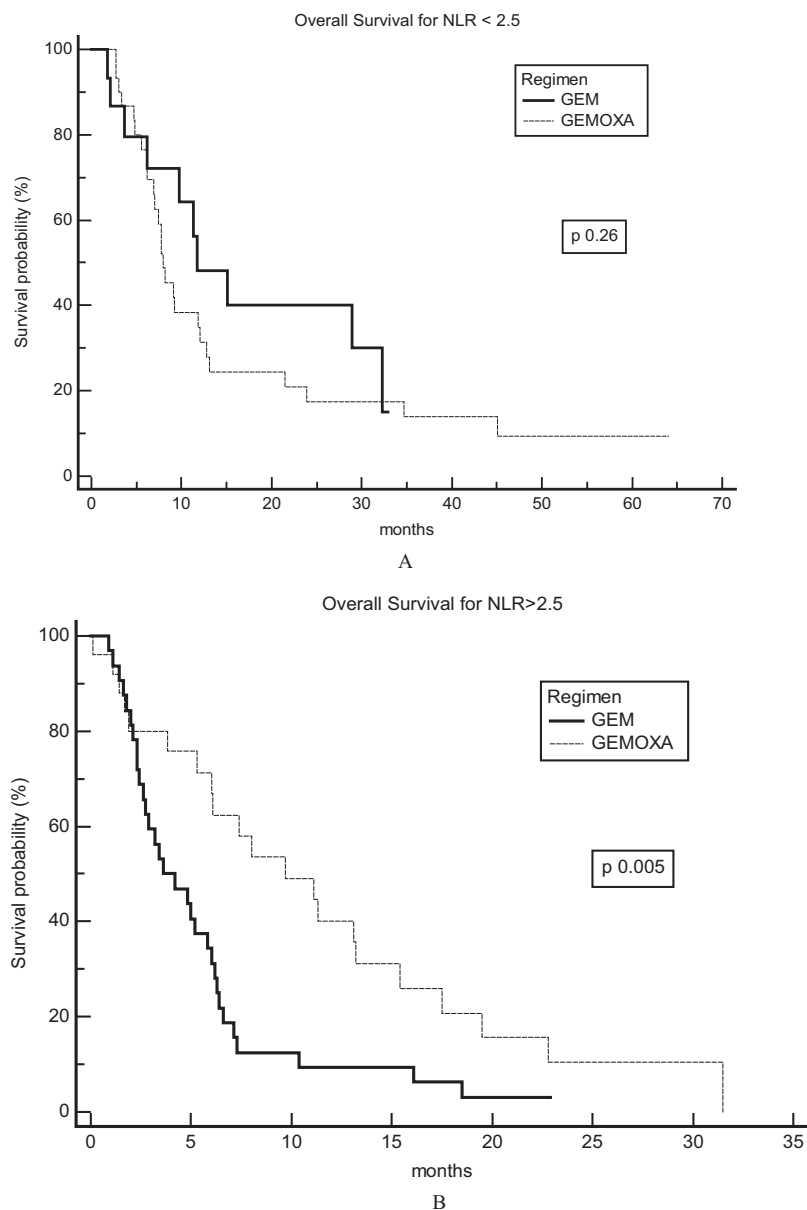 Overall Survival for NLR < 2.5
Survival probability (%)
100
80
60
40
20
0
Regimen
GEM
GEMOXA
p 0.26
0 10 20 30 40 50 60 70
months
A
Overall Survival for NLR>2.5
Survival probability (%)
100
80
60
40
20
0
Regimen
GEM
GEMOXA
p 0.005
0 5 10 15 20 25 30 35
months
B